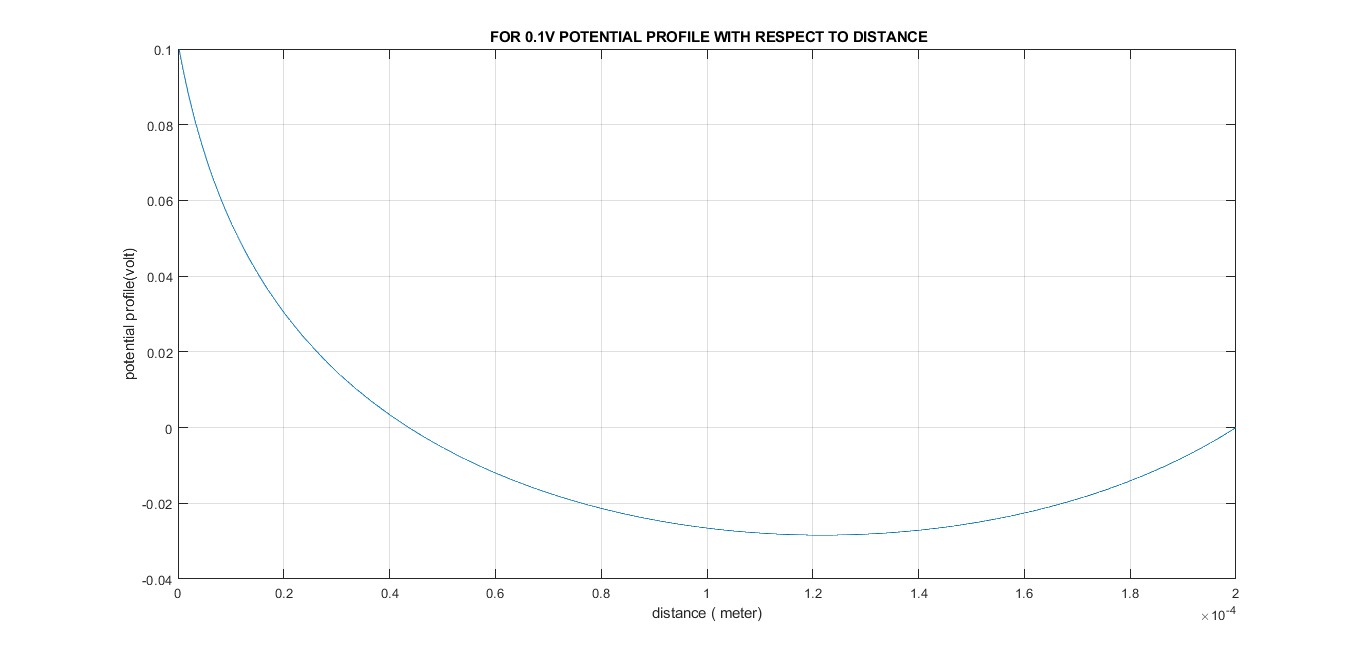 FOR 0.1V POTENTIAL PROFILE WITH RESPECT TO DISTANCE
0.1
0.08
0.06
0.04
0.02
0
-0.02
-0.04
potential profile(volt)
0 0.2 0.4 0.6 0.8 1 1.2 1.4 1.6 1.8 2
distance ( meter)
×10⁻⁴